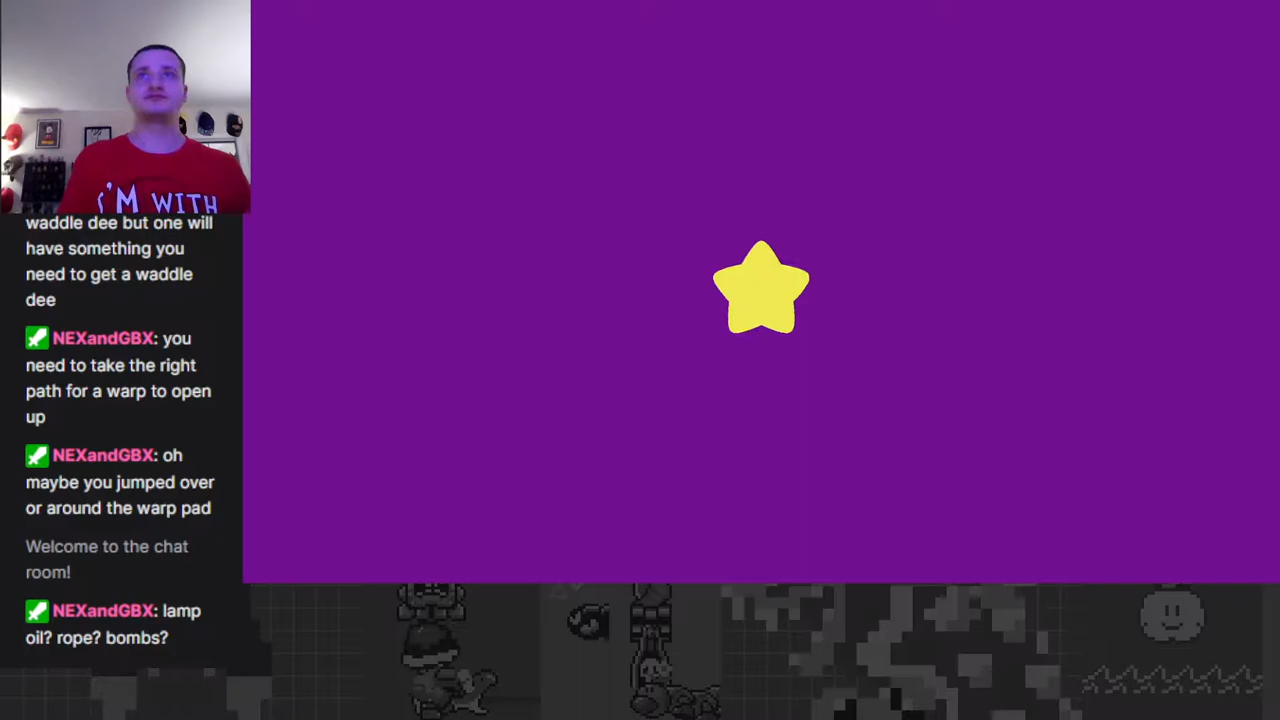 I'M WITH
waddle dee but one will
have something you
need to get a waddle
dee
NEXandGBX: you
need to take the right
path for a warp to open
up
NEXandGBX: oh
maybe you jumped over
or around the warp pad
Welcome to the chat
room!
NEXandGBX: lamp
oil? rope? bombs?